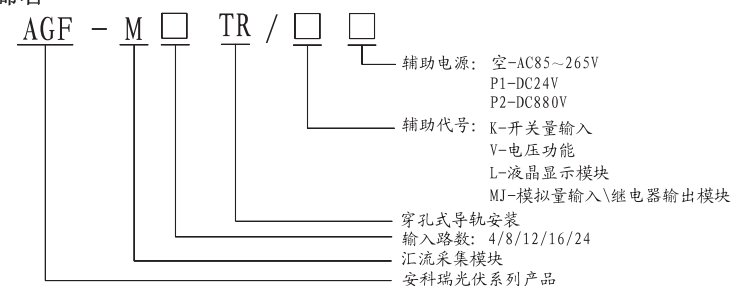 AGF-M□ TR/□ □
辅助电源: 空-AC85~265V
P1-DC24V
P2-DC880V
辅助代号: K-开关量输入
V-电压功能
L-液晶显示模块
MJ-模拟量输入\继电器输出模块
穿孔式导轨安装
输入路数: 4/8/12/16/24
汇流采集模块
安科瑞光伏系列产品